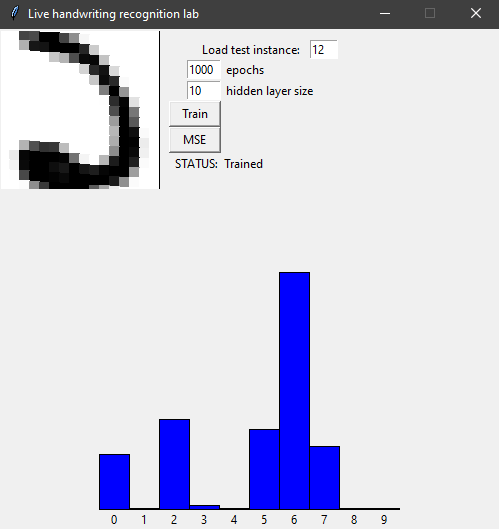 Live handwriting recognition lab
Load test instance: 12
1000 epochs
10 hidden layer size
Train
MSE
STATUS: Trained
0 1 2 3 4 5 6 7 8 9